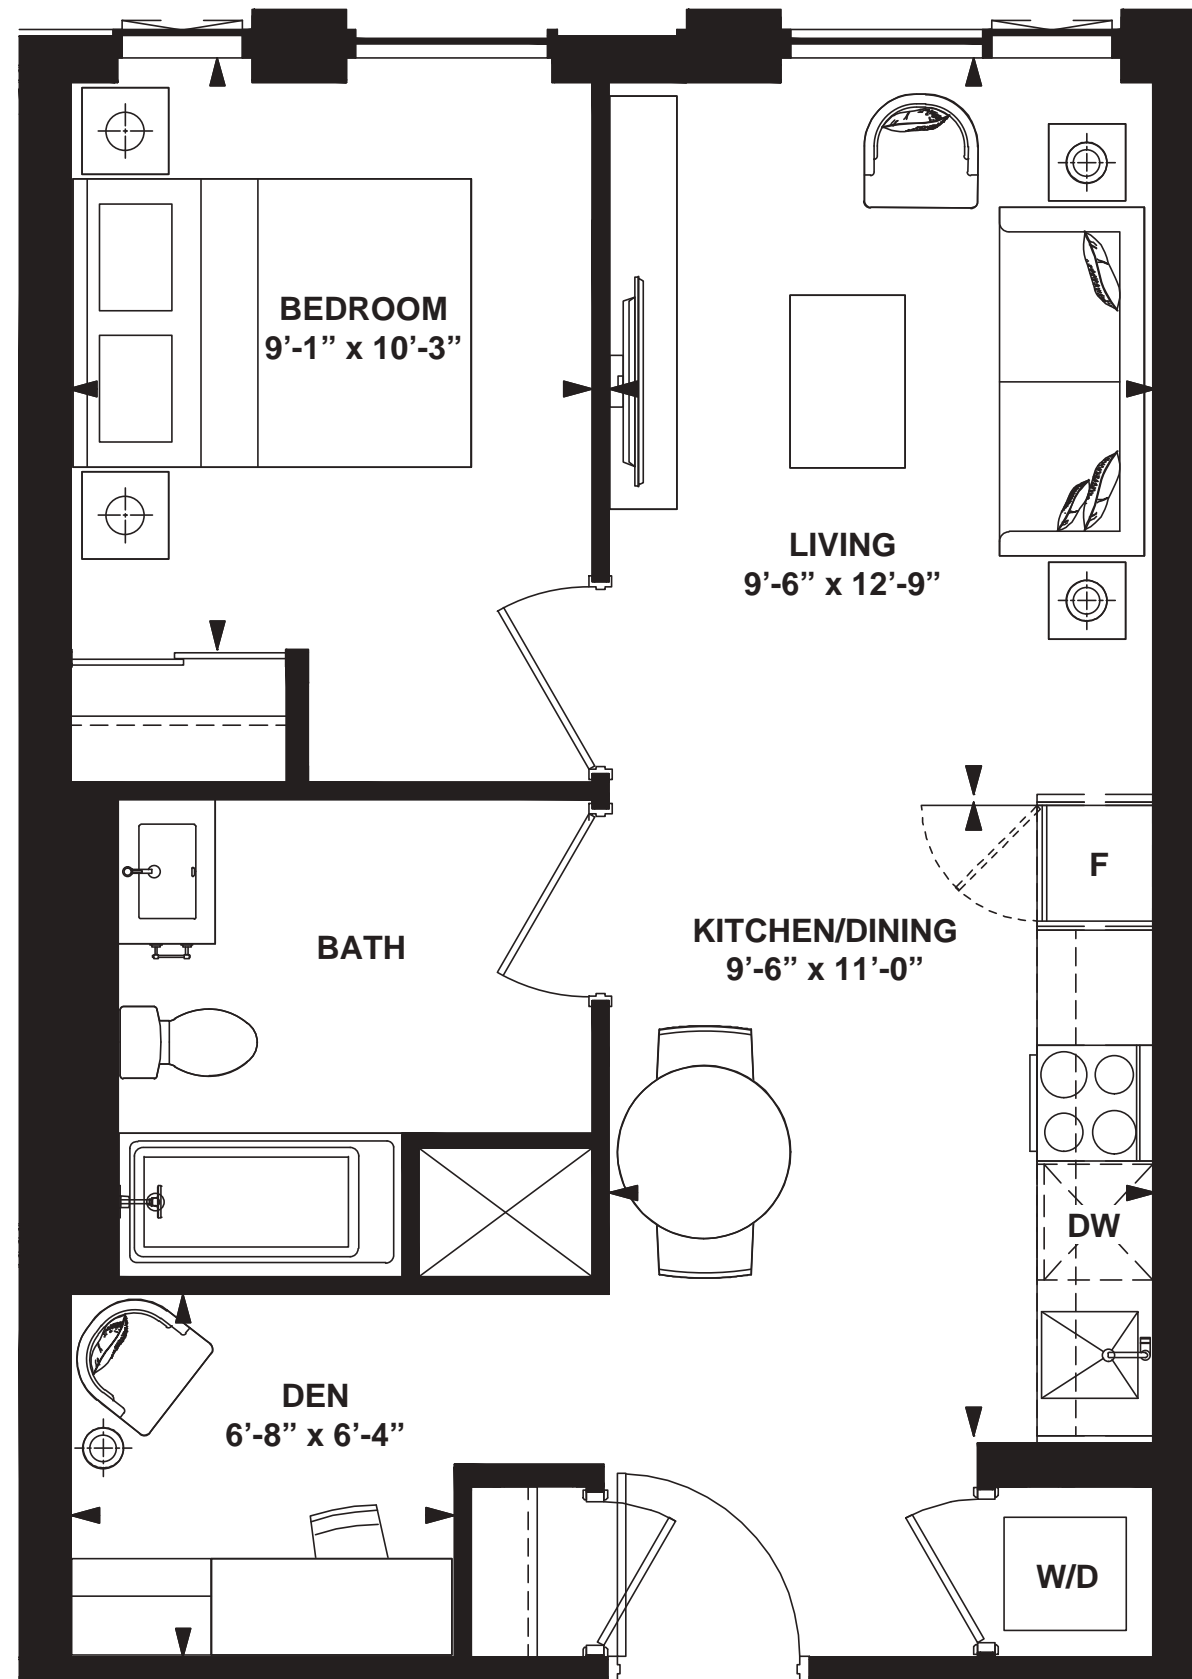 BEDROOM
9’-1” x 10’-3”
LIVING
9’-6” x 12’-9”
F
KITCHEN/DINING
9’-6” x 11’-0”
BATH
DW
DEN
6’-8” x 6’-4”
W/D